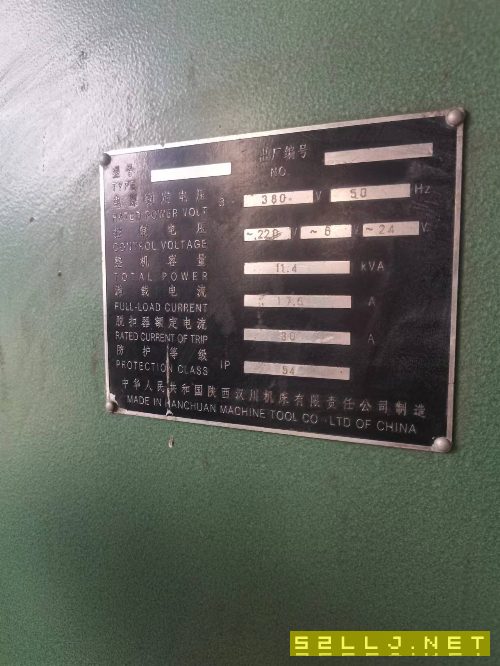 型号 出厂编号
TYPE NO.
电压 3 380 V 50 Hz
RATED POWER VOLT
控制电压 ~220 V ~6 V ~24 V
CONTROL VOLTAGE
整机容量 11.4 kVA
TOTAL POWER
满载电流 17.6 A
FULL-LOAD CURRENT
脱扣器额定电流 30 A
RATED CURRENT OF TRIP
防护等级 IP 54
PROTECTION CLASS
中华人民共和国陕西汉川机床有限责任公司制造
MADE IN HANCHUAN MACHINE TOOL CO LTD OF CHINA
52LLJ.NET